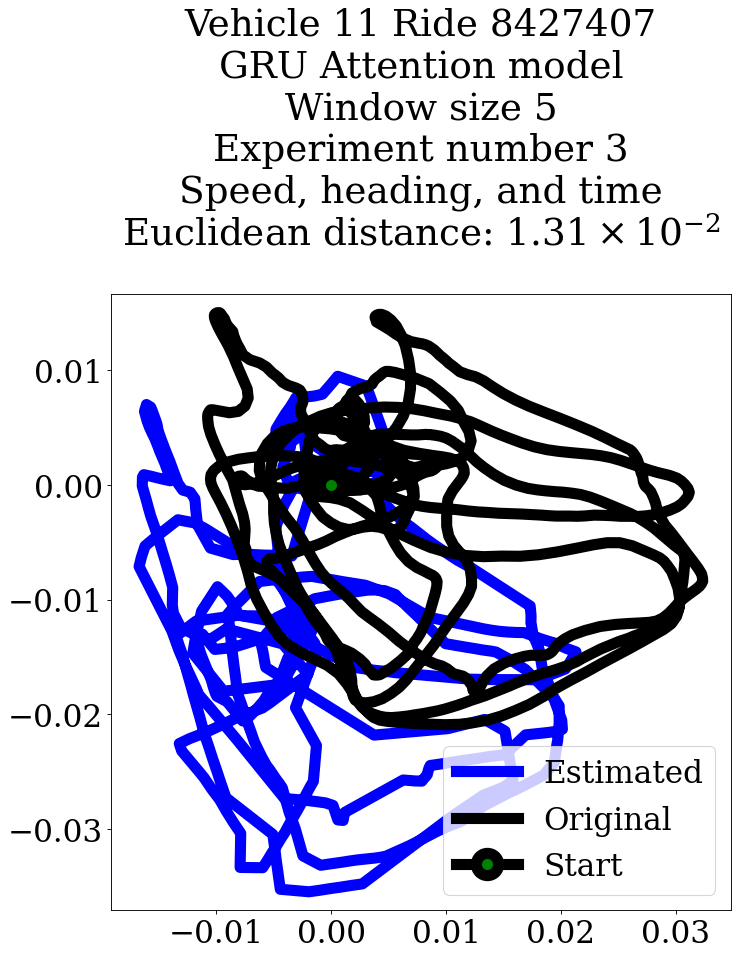 Vehicle 11 Ride 8427407
GRU Attention model
Window size 5
Experiment number 3
Speed, heading, and time
Euclidean distance: 1.31 × 10⁻²
0.01
0.00
−0.01
−0.02
−0.03
Estimated
Original
Start
−0.01 0.00 0.01 0.02 0.03